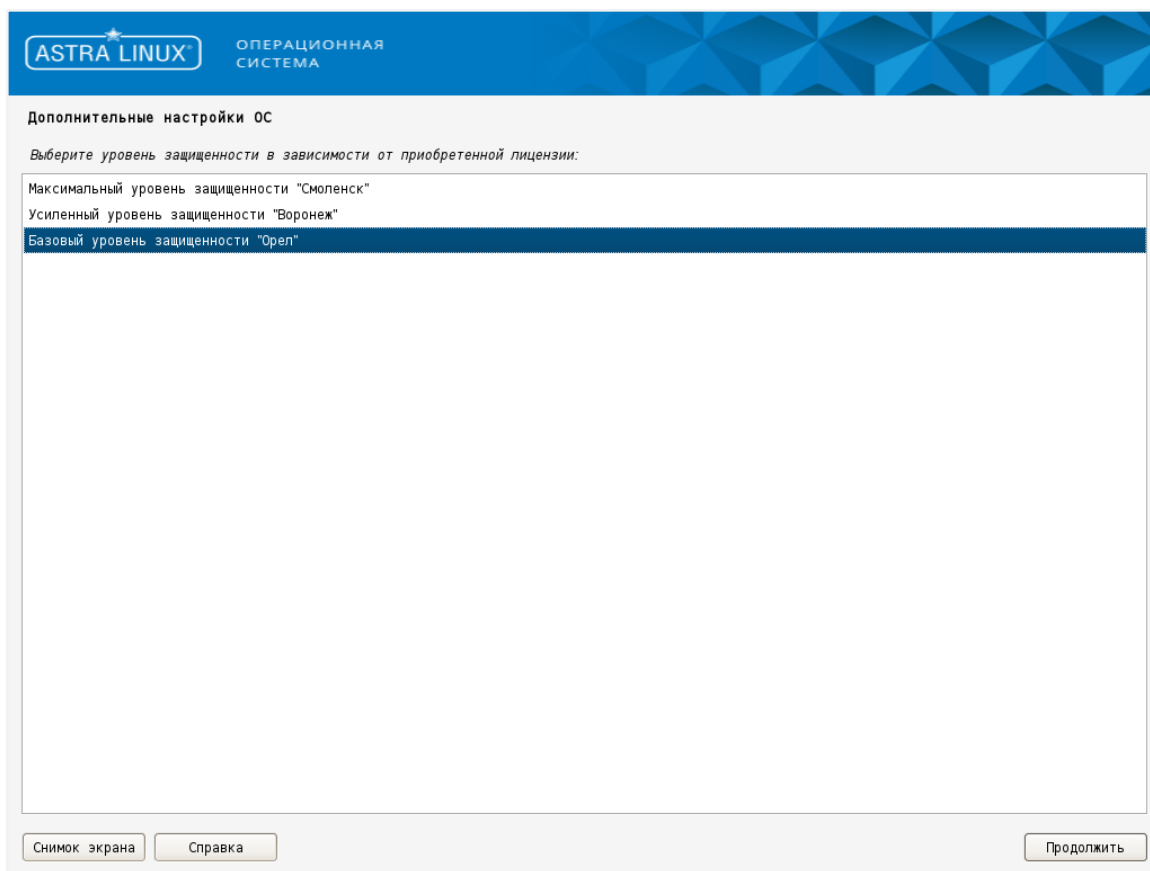 ASTRA LINUX®
ОПЕРАЦИОННАЯ
СИСТЕМА
Дополнительные настройки ОС
Выберите уровень защищенности в зависимости от приобретенной лицензии:
Максимальный уровень защищенности "Смоленск"
Усиленный уровень защищенности "Воронеж"
Базовый уровень защищенности "Орел"
Снимок экрана
Справка
Продолжить